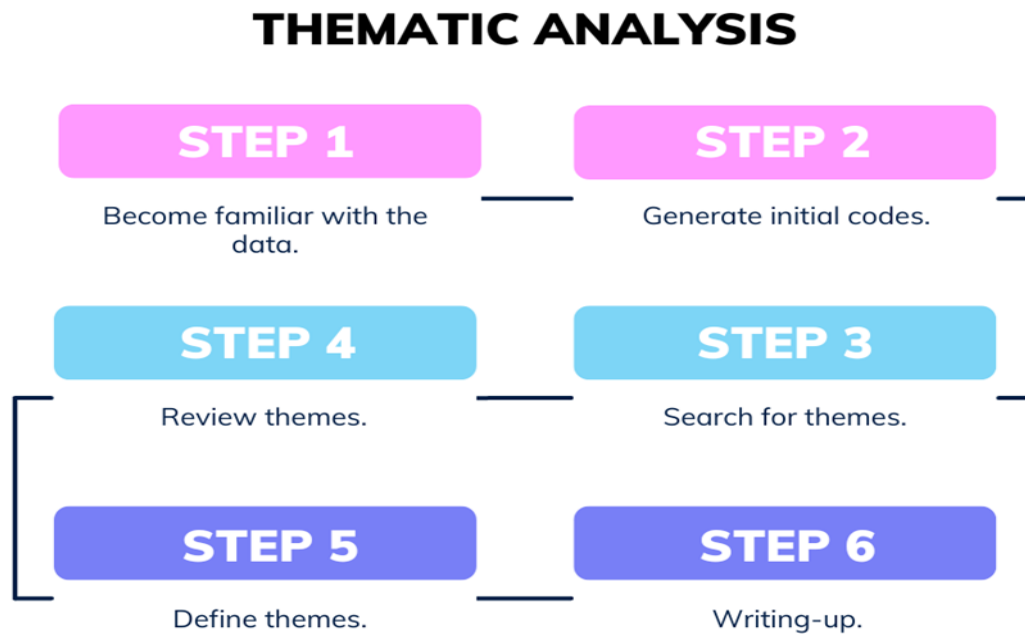 THEMATIC ANALYSIS
STEP 1
Become familiar with the
data.
STEP 2
Generate initial codes.
STEP 4
Review themes.
STEP 3
Search for themes.
STEP 5
Define themes.
STEP 6
Writing-up.